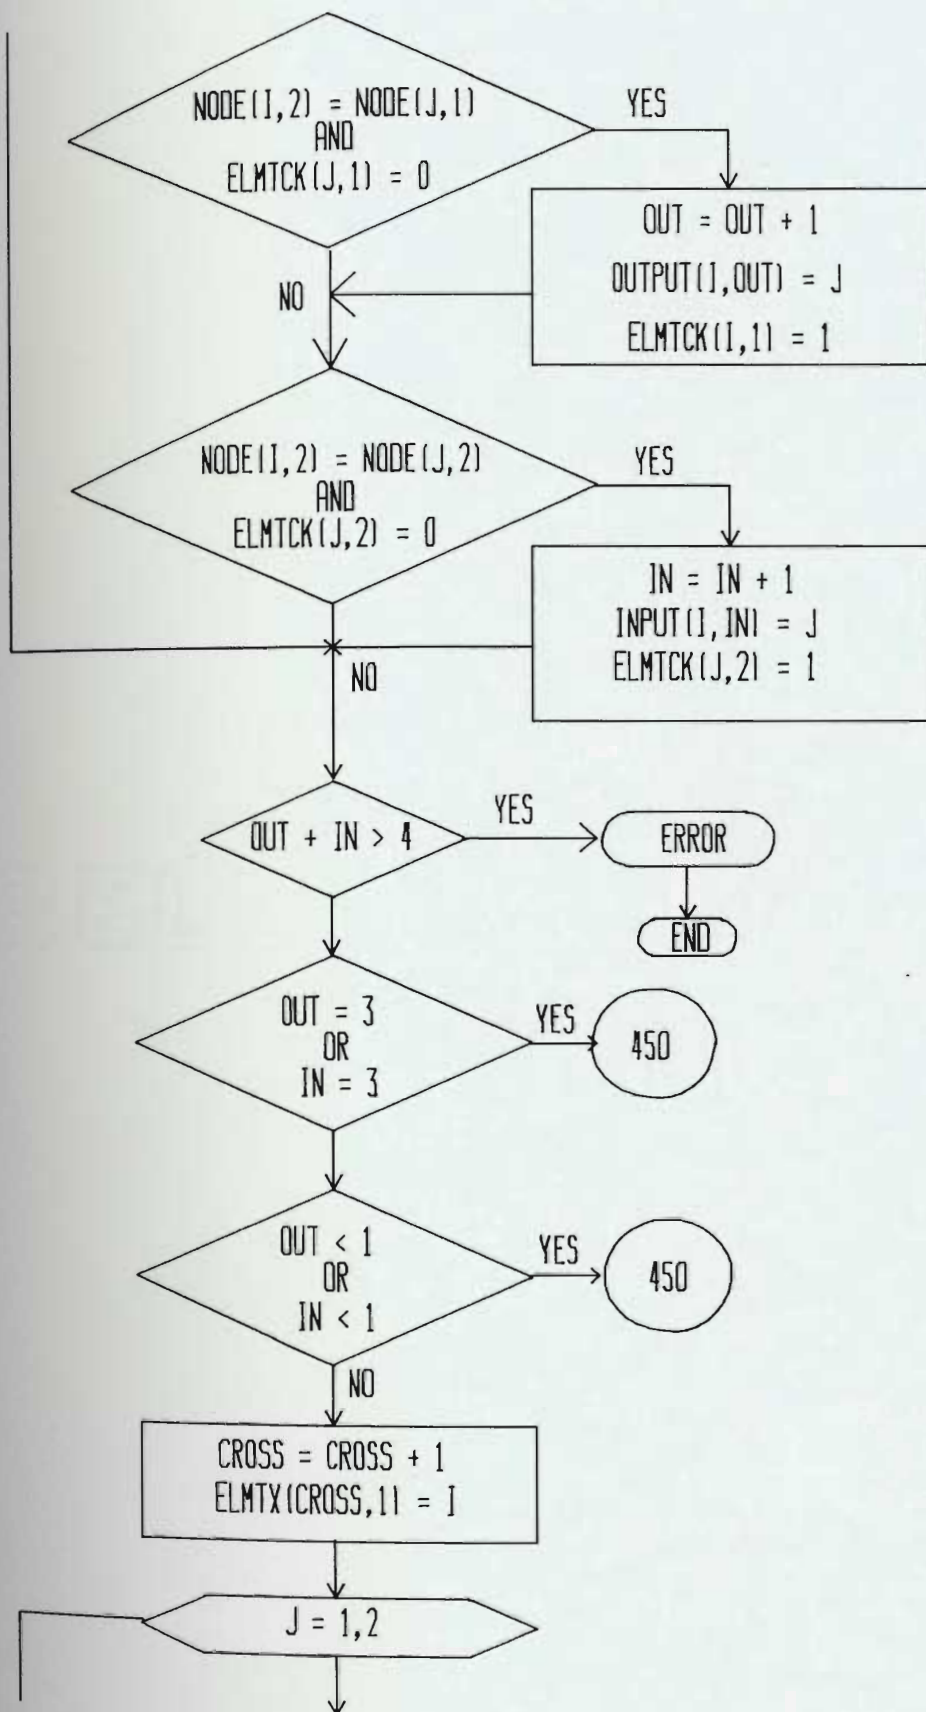 NODE(I,2) = NODE(J,1)
AND
ELMTCK(J,1) = 0
YES
OUT = OUT + 1
OUTPUT(I,OUT) = J
ELMTCK(I,1) = 1
NO
NODE(I,2) = NODE(J,2)
AND
ELMTCK(J,2) = 0
YES
IN = IN + 1
INPUT(I,IN) = J
ELMTCK(J,2) = 1
NO
OUT + IN > 4
YES
ERROR
END
OUT = 3
OR
IN = 3
YES
450
OUT < 1
OR
IN < 1
YES
450
NO
CROSS = CROSS + 1
ELMTX(CROSS,1) = I
J = 1,2